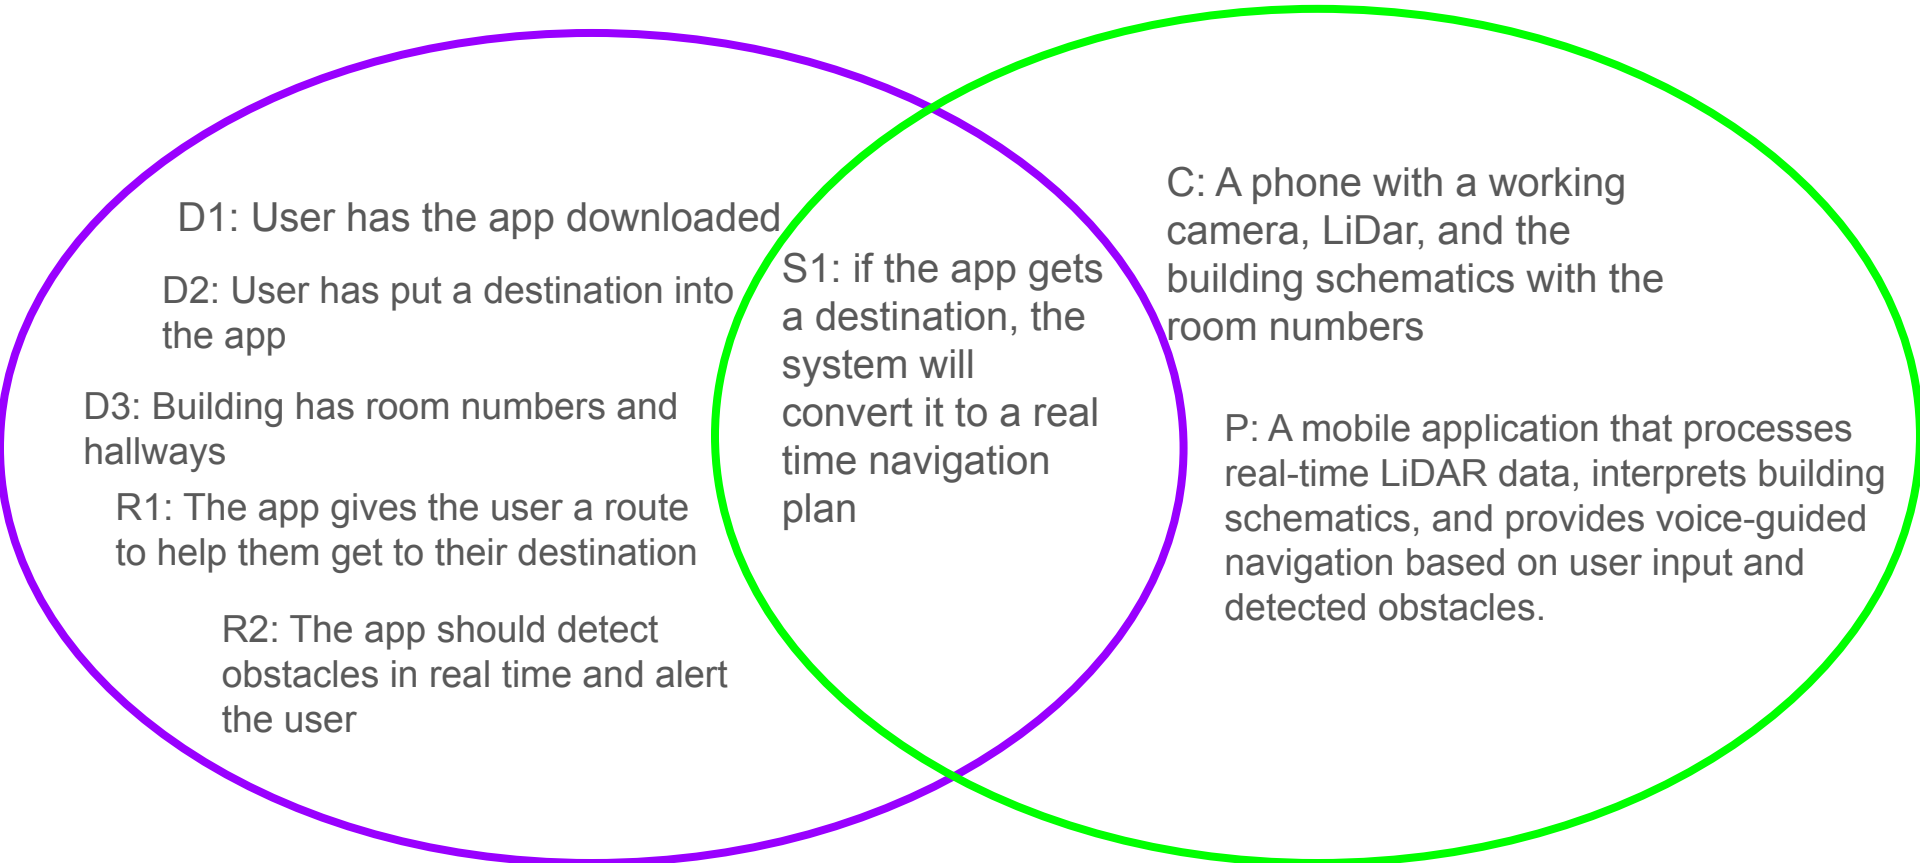 D1: User has the app downloaded
D2: User has put a destination into
the app
D3: Building has room numbers and
hallways
R1: The app gives the user a route
to help them get to their destination
R2: The app should detect
obstacles in real time and alert
the user
S1: if the app gets
a destination, the
system will
convert it to a real
time navigation
plan
C: A phone with a working
camera, LiDar, and the
building schematics with the
room numbers
P: A mobile application that processes
real-time LiDAR data, interprets building
schematics, and provides voice-guided
navigation based on user input and
detected obstacles.